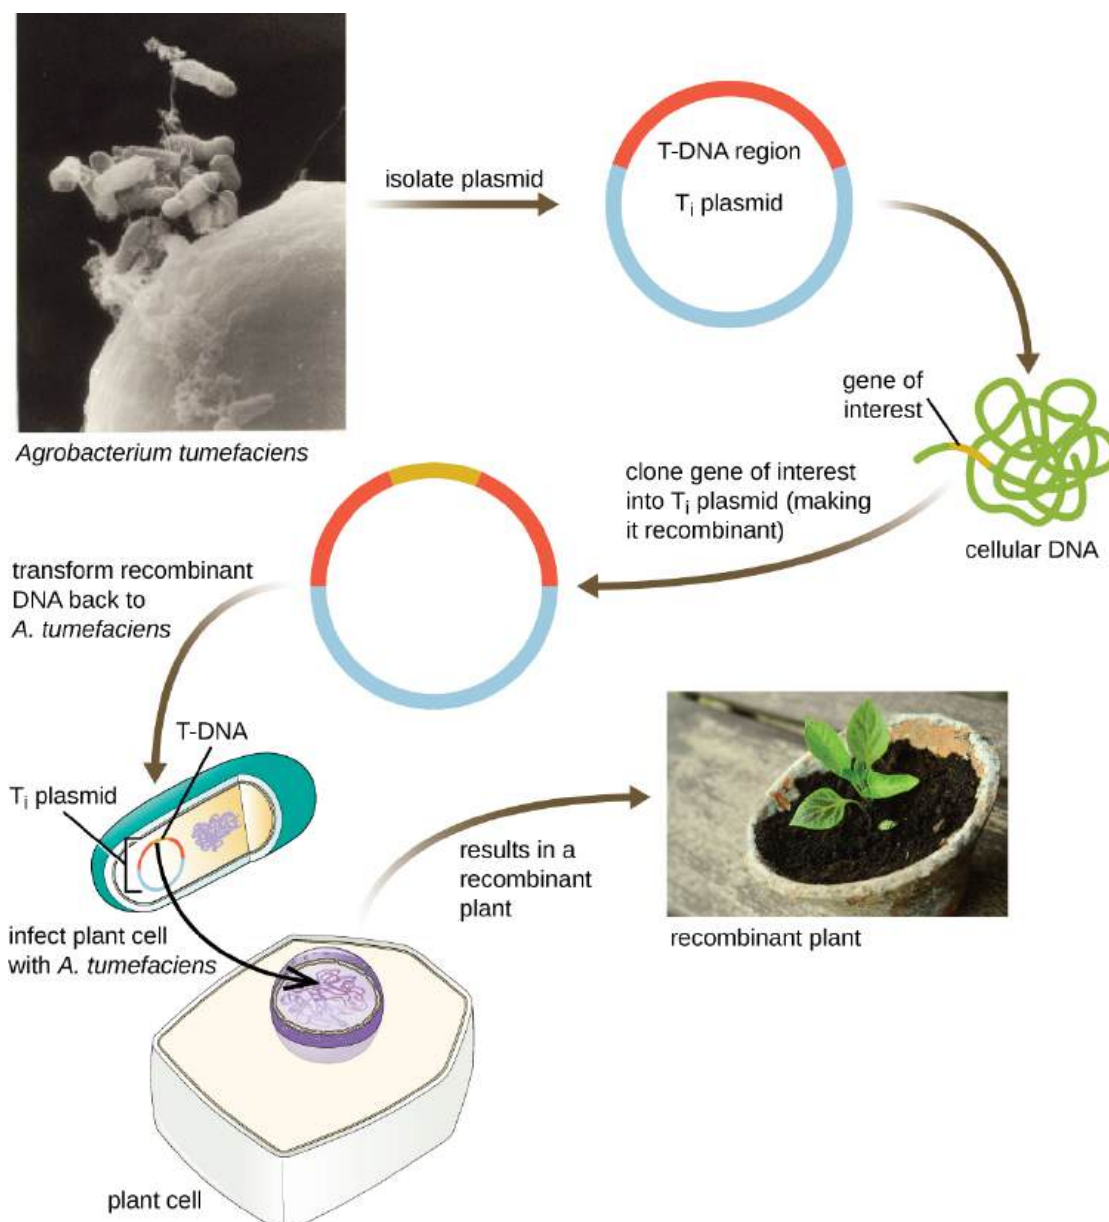 isolate plasmid
T-DNA region
Tᵢ plasmid
gene of
interest
cellular DNA
Agrobacterium tumefaciens
clone gene of interest
into Tᵢ plasmid (making
it recombinant)
transform recombinant
DNA back to
A. tumefaciens
T-DNA
Tᵢ plasmid
infect plant cell
with A. tumefaciens
results in a
recombinant
plant
recombinant plant
plant cell